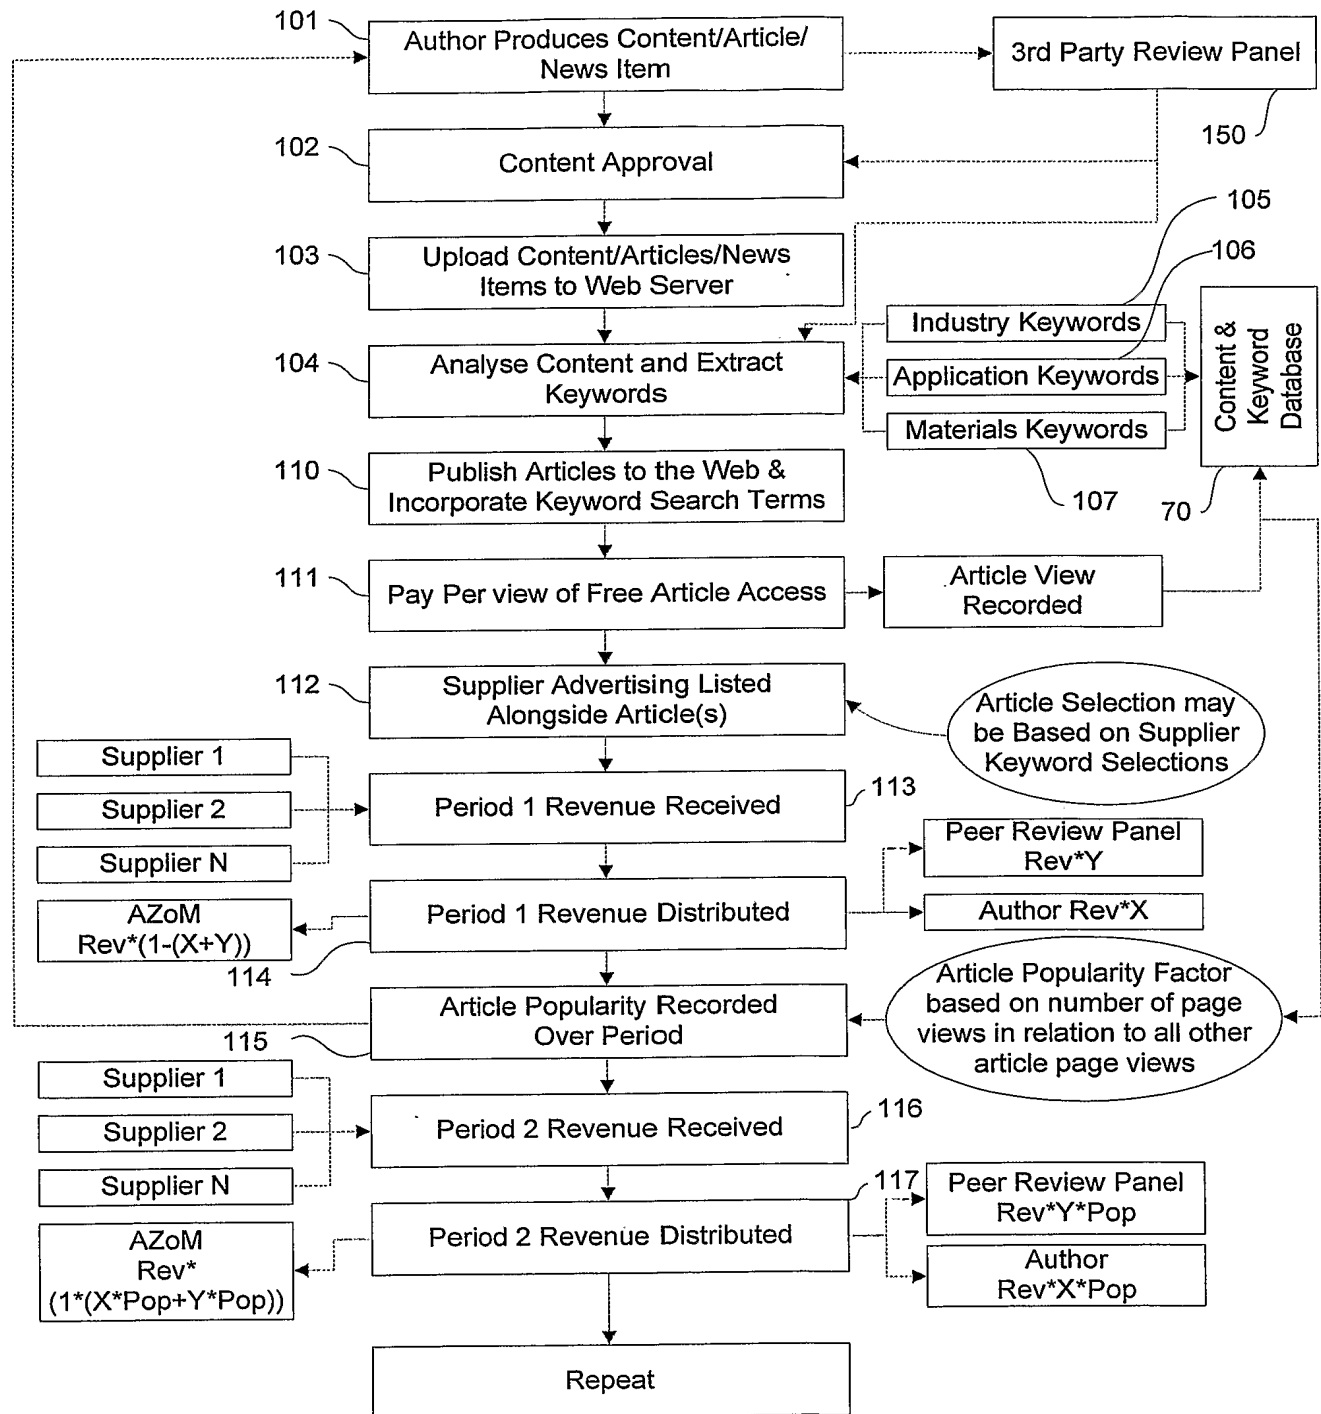 101
Author Produces Content/Article/
News Item
3rd Party Review Panel
150
102
Content Approval
105
103
Upload Content/Articles/News
Items to Web Server
106
Industry Keywords
104
Analyse Content and Extract
Keywords
Application Keywords
Materials Keywords
Content &
Keyword
Database
110
Publish Articles to the Web &
Incorporate Keyword Search Terms
107
70
111
Pay Per view of Free Article Access
Article View
Recorded
112
Supplier Advertising Listed
Alongside Article(s)
Article Selection may
be Based on Supplier
Keyword Selections
Supplier 1
Supplier 2
Supplier N
Period 1 Revenue Received
113
Peer Review Panel
Rev*Y
AZoM
Rev*(1-(X+Y))
Period 1 Revenue Distributed
Author Rev*X
114
Article Popularity Recorded
Over Period
Article Popularity Factor
based on number of page
views in relation to all other
article page views
115
Supplier 1
Supplier 2
Supplier N
Period 2 Revenue Received
116
117
Peer Review Panel
Rev*Y*Pop
AZoM
Rev*
(1*(X*Pop+Y*Pop))
Period 2 Revenue Distributed
Author
Rev*X*Pop
Repeat